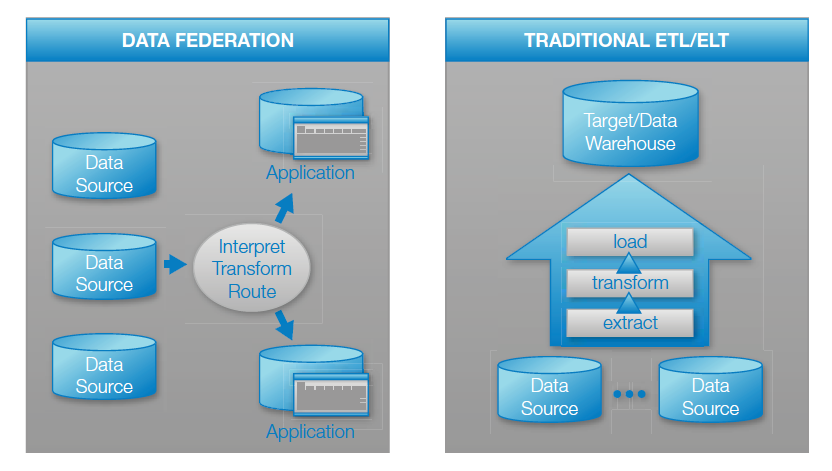 DATA FEDERATION
Data
Source
Data
Source
Data
Source
Interpret
Transform
Route
Application
Application
TRADITIONAL ETL/ELT
Target/Data
Warehouse
load
transform
extract
Data
Source
Data
Source